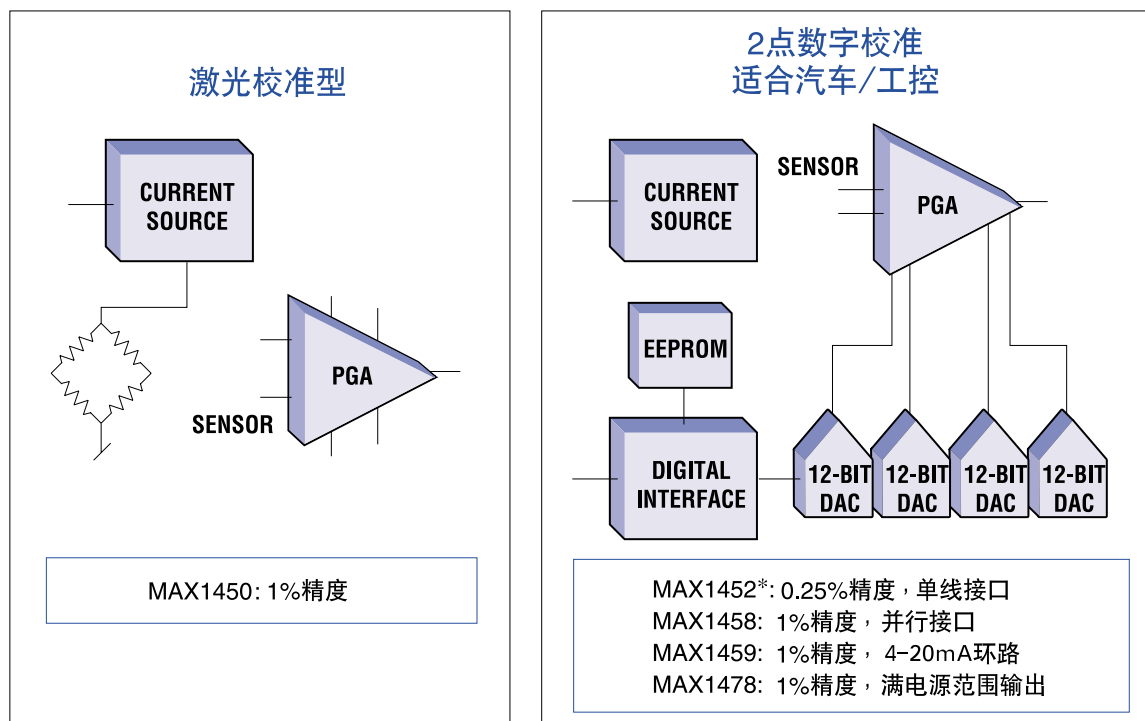 激光校准型
CURRENT
SOURCE
PGA
SENSOR
MAX1450: 1%精度
2点数字校准
适合汽车/工控
CURRENT
SOURCE
SENSOR
PGA
EEPROM
DIGITAL
INTERFACE
12-BIT
DAC
12-BIT
DAC
12-BIT
DAC
12-BIT
DAC
MAX1452*: 0.25%精度，单线接口
MAX1458: 1%精度，并行接口
MAX1459: 1%精度，4-20mA环路
MAX1478: 1%精度，满电源范围输出